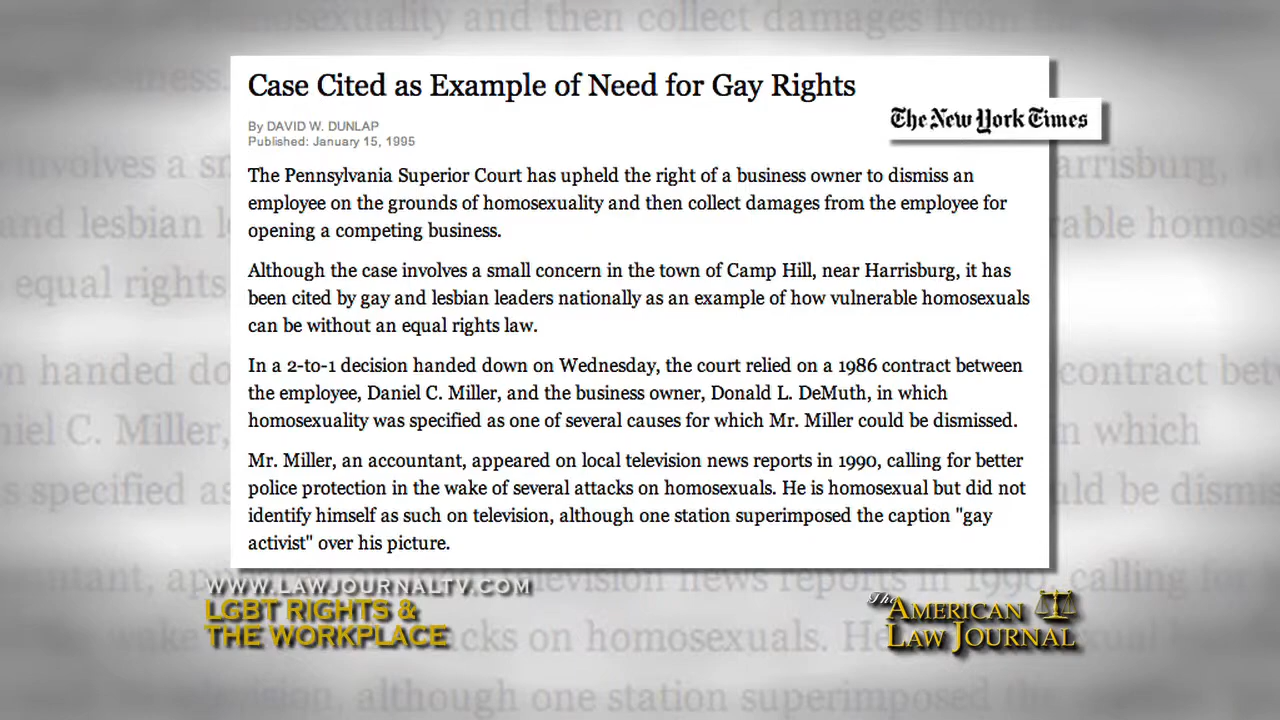 Case Cited as Example of Need for Gay Rights
By DAVID W. DUNLAP
Published: January 15, 1995
The New York Times
The Pennsylvania Superior Court has upheld the right of a business owner to dismiss an
employee on the grounds of homosexuality and then collect damages from the employee for
opening a competing business.
Although the case involves a small concern in the town of Camp Hill, near Harrisburg, it has
been cited by gay and lesbian leaders nationally as an example of how vulnerable homosexuals
can be without an equal rights law.
In a 2-to-1 decision handed down on Wednesday, the court relied on a 1986 contract between
the employee, Daniel C. Miller, and the business owner, Donald L. DeMuth, in which
homosexuality was specified as one of several causes for which Mr. Miller could be dismissed.
Mr. Miller, an accountant, appeared on local television news reports in 1990, calling for better
police protection in the wake of several attacks on homosexuals. He is homosexual but did not
identify himself as such on television, although one station superimposed the caption "gay
activist" over his picture.
WWW.LAWJOURNALTV.COM
LGBT RIGHTS &
THE WORKPLACE
The
AMERICAN
LAW JOURNAL